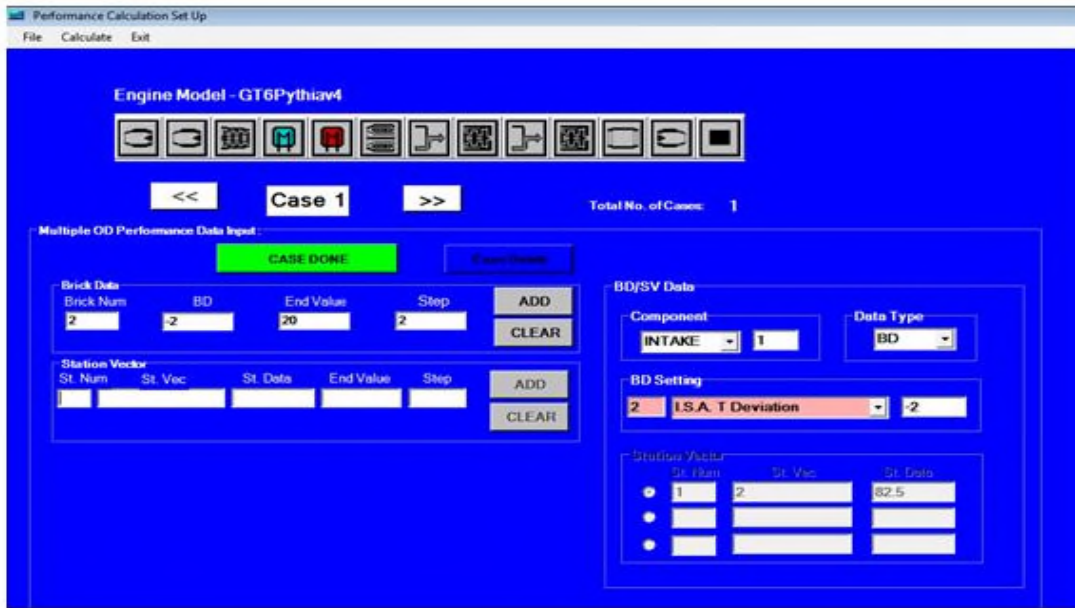 Performance Calculation Set Up
File Calculate Exit
Engine Model - GT6Pythiav4
<< Case 1 >> Total No. of Cases: 1
Multiple OD Performance Data Input :
CASE DONE
Brick Data
Brick Num BD End Value Step ADD
2 -2 20 2
CLEAR
Station Vector
St. Num St. Vec St. Data End Value Step
ADD
CLEAR
BD/SV Data
Component Data Type
INTAKE 1 BD
BD Setting
2 I.S.A. T Deviation -2
Station Vector
St. Num St. Vec St. Data
1 2 82.5